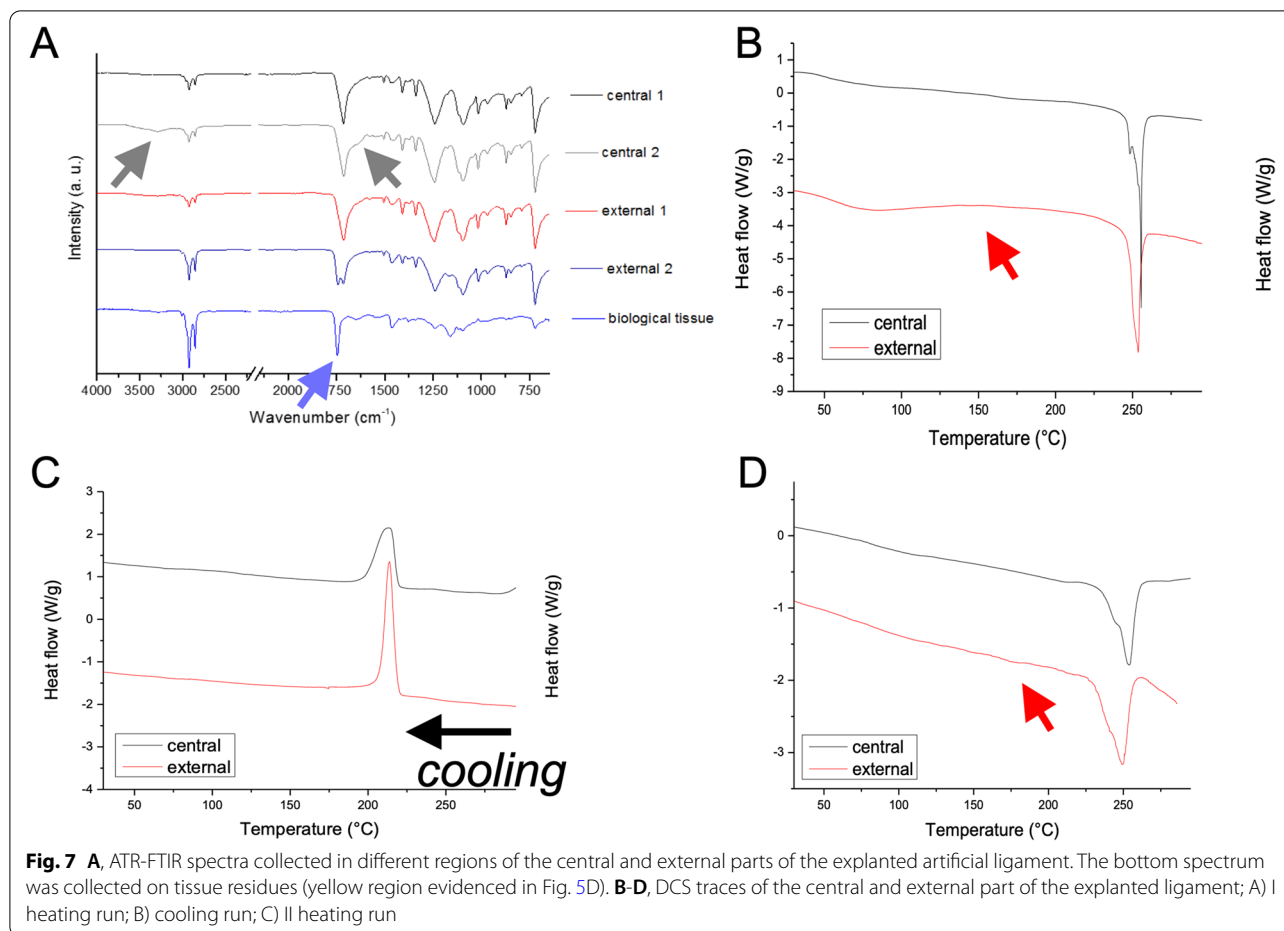 A
central 1
central 2
external 1
external 2
biological tissue
Intensity (a. u.)
4000 3000 2500 2000 1750 1500 1250 1000 750
Wavenumber (cm⁻¹)
B
1
0
-1
-2
-3
-4
-5
-6
-7
-8
-9
Heat flow (W/g)
Heat flow (W/g)
central
external
50 100 150 200 250
Temperature (°C)
C
3
2
1
0
-1
-2
-3
-4
Heat flow (W/g)
Heat flow (W/g)
central
external
cooling
50 100 150 200 250
Temperature (°C)
D
0
-1
-2
-3
central
external
50 100 150 200 250
Temperature (°C)
Fig. 7 A, ATR-FTIR spectra collected in different regions of the central and external parts of the explanted artificial ligament. The bottom spectrum
was collected on tissue residues (yellow region evidenced in Fig. 5D). B-D, DCS traces of the central and external part of the explanted ligament; A) I
heating run; B) cooling run; C) II heating run